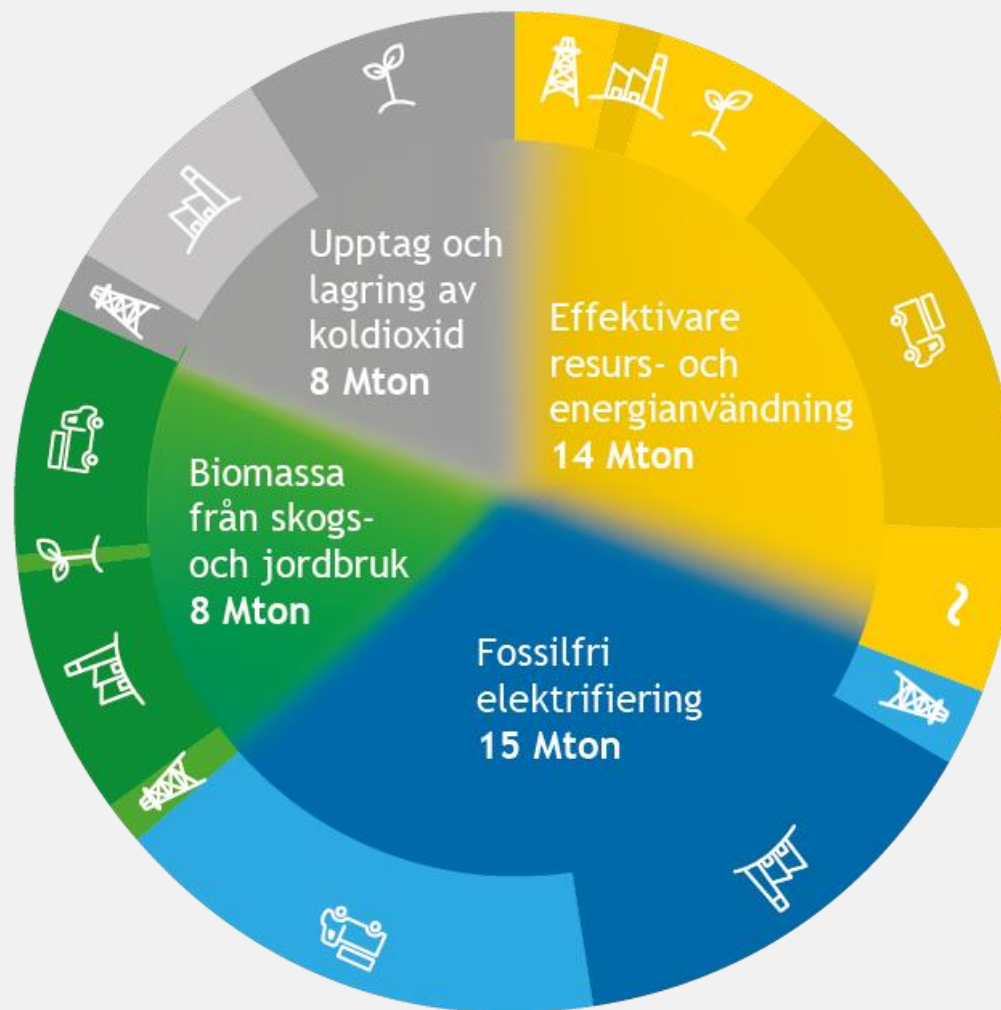 Upptag och
lagring av
koldioxid
8 Mton
Effektivare
resurs- och
energianvändning
14 Mton
Biomassa
från skogs-
och jordbruk
8 Mton
Fossilfri
elektrifiering
15 Mton